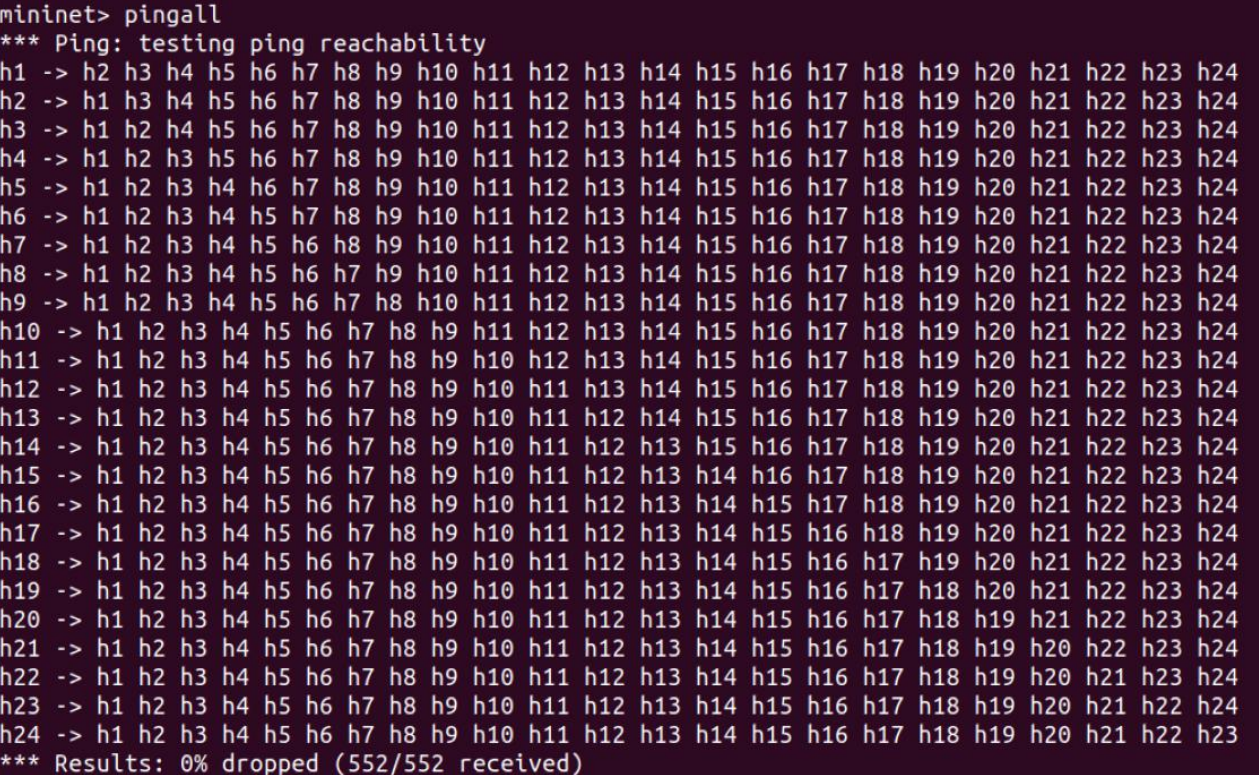 mininet> pingall
*** Ping: testing ping reachability
h1 -> h2 h3 h4 h5 h6 h7 h8 h9 h10 h11 h12 h13 h14 h15 h16 h17 h18 h19 h20 h21 h22 h23 h24
h2 -> h1 h3 h4 h5 h6 h7 h8 h9 h10 h11 h12 h13 h14 h15 h16 h17 h18 h19 h20 h21 h22 h23 h24
h3 -> h1 h2 h4 h5 h6 h7 h8 h9 h10 h11 h12 h13 h14 h15 h16 h17 h18 h19 h20 h21 h22 h23 h24
h4 -> h1 h2 h3 h5 h6 h7 h8 h9 h10 h11 h12 h13 h14 h15 h16 h17 h18 h19 h20 h21 h22 h23 h24
h5 -> h1 h2 h3 h4 h6 h7 h8 h9 h10 h11 h12 h13 h14 h15 h16 h17 h18 h19 h20 h21 h22 h23 h24
h6 -> h1 h2 h3 h4 h5 h7 h8 h9 h10 h11 h12 h13 h14 h15 h16 h17 h18 h19 h20 h21 h22 h23 h24
h7 -> h1 h2 h3 h4 h5 h6 h8 h9 h10 h11 h12 h13 h14 h15 h16 h17 h18 h19 h20 h21 h22 h23 h24
h8 -> h1 h2 h3 h4 h5 h6 h7 h9 h10 h11 h12 h13 h14 h15 h16 h17 h18 h19 h20 h21 h22 h23 h24
h9 -> h1 h2 h3 h4 h5 h6 h7 h8 h10 h11 h12 h13 h14 h15 h16 h17 h18 h19 h20 h21 h22 h23 h24
h10 -> h1 h2 h3 h4 h5 h6 h7 h8 h9 h11 h12 h13 h14 h15 h16 h17 h18 h19 h20 h21 h22 h23 h24
h11 -> h1 h2 h3 h4 h5 h6 h7 h8 h9 h10 h12 h13 h14 h15 h16 h17 h18 h19 h20 h21 h22 h23 h24
h12 -> h1 h2 h3 h4 h5 h6 h7 h8 h9 h10 h11 h13 h14 h15 h16 h17 h18 h19 h20 h21 h22 h23 h24
h13 -> h1 h2 h3 h4 h5 h6 h7 h8 h9 h10 h11 h12 h14 h15 h16 h17 h18 h19 h20 h21 h22 h23 h24
h14 -> h1 h2 h3 h4 h5 h6 h7 h8 h9 h10 h11 h12 h13 h15 h16 h17 h18 h19 h20 h21 h22 h23 h24
h15 -> h1 h2 h3 h4 h5 h6 h7 h8 h9 h10 h11 h12 h13 h14 h16 h17 h18 h19 h20 h21 h22 h23 h24
h16 -> h1 h2 h3 h4 h5 h6 h7 h8 h9 h10 h11 h12 h13 h14 h15 h17 h18 h19 h20 h21 h22 h23 h24
h17 -> h1 h2 h3 h4 h5 h6 h7 h8 h9 h10 h11 h12 h13 h14 h15 h16 h18 h19 h20 h21 h22 h23 h24
h18 -> h1 h2 h3 h4 h5 h6 h7 h8 h9 h10 h11 h12 h13 h14 h15 h16 h17 h19 h20 h21 h22 h23 h24
h19 -> h1 h2 h3 h4 h5 h6 h7 h8 h9 h10 h11 h12 h13 h14 h15 h16 h17 h18 h20 h21 h22 h23 h24
h20 -> h1 h2 h3 h4 h5 h6 h7 h8 h9 h10 h11 h12 h13 h14 h15 h16 h17 h18 h19 h21 h22 h23 h24
h21 -> h1 h2 h3 h4 h5 h6 h7 h8 h9 h10 h11 h12 h13 h14 h15 h16 h17 h18 h19 h20 h22 h23 h24
h22 -> h1 h2 h3 h4 h5 h6 h7 h8 h9 h10 h11 h12 h13 h14 h15 h16 h17 h18 h19 h20 h21 h23 h24
h23 -> h1 h2 h3 h4 h5 h6 h7 h8 h9 h10 h11 h12 h13 h14 h15 h16 h17 h18 h19 h20 h21 h22 h24
h24 -> h1 h2 h3 h4 h5 h6 h7 h8 h9 h10 h11 h12 h13 h14 h15 h16 h17 h18 h19 h20 h21 h22 h23
*** Results: 0% dropped (552/552 received)